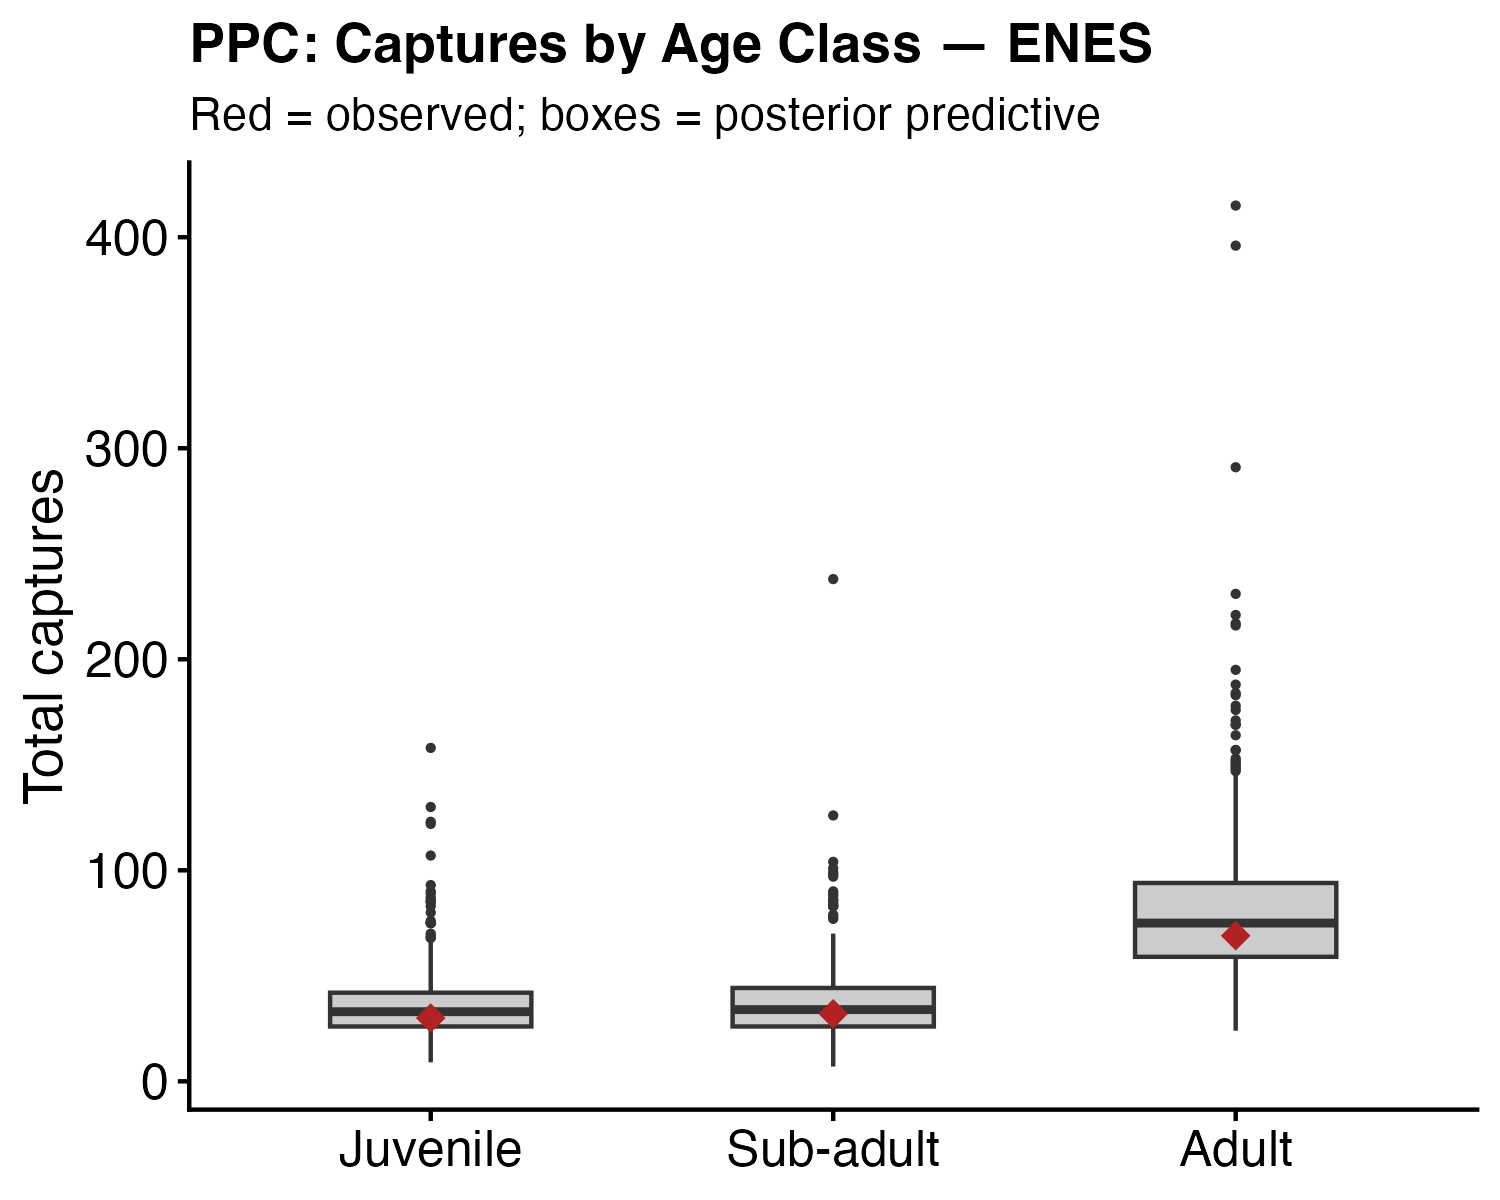 PPC: Captures by Age Class — ENES
Red = observed; boxes = posterior predictive
Total captures
400
300
200
100
0
Juvenile
Sub-adult
Adult